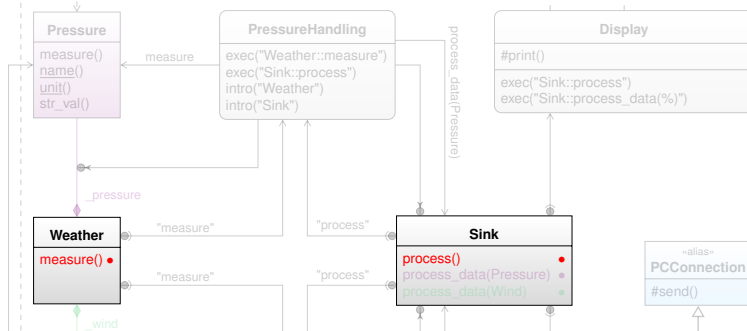 Pressure
measure()
name()
unit()
str_val()
measure
PressureHandling
exec("Weather::measure")
exec("Sink::process")
intro("Weather")
intro("Sink")
process_data(Pressure)
Display
#print()
exec("Sink::process")
exec("Sink::process_data(%)")
_pressure
Weather
measure()
"measure"
"measure"
"process"
"process"
Sink
process()
process_data(Pressure)
process_data(Wind)
«alias»
PCConnection
#send()
_wind